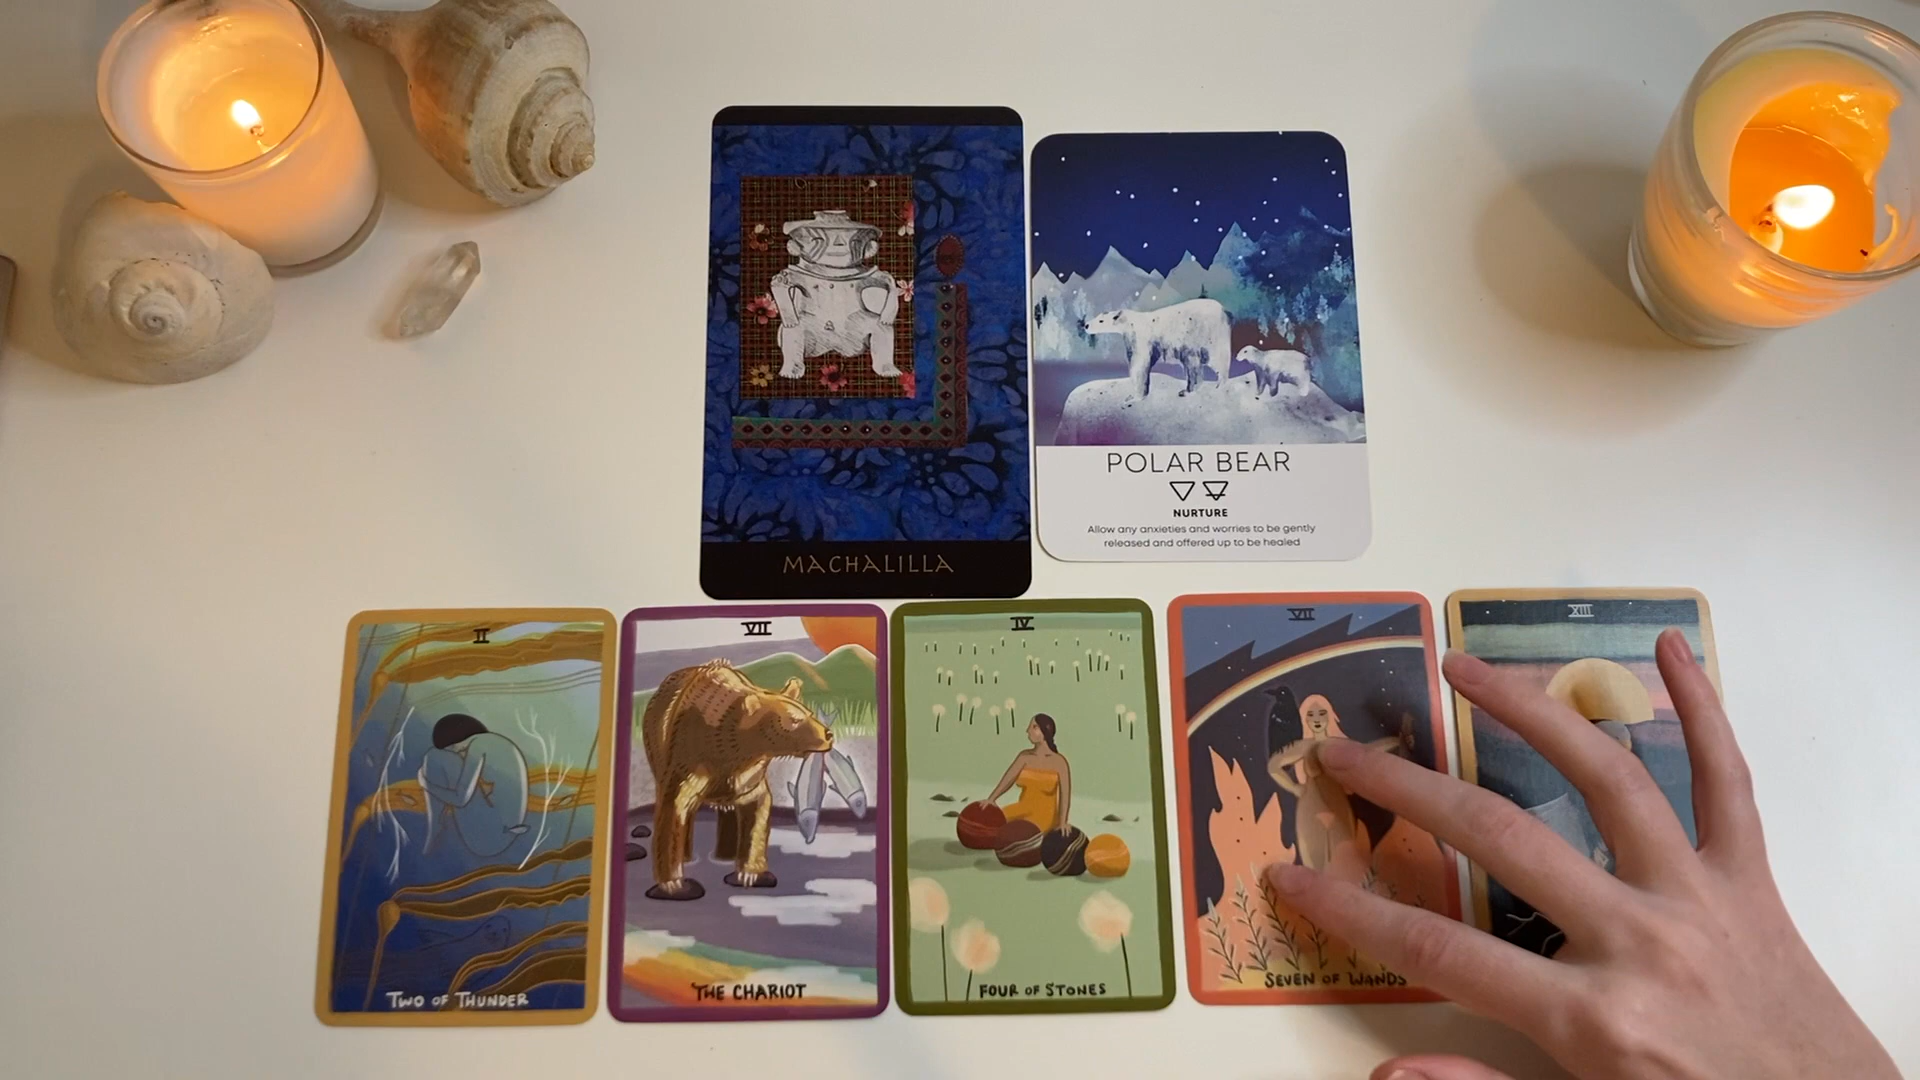 MACHALILLA
POLAR BEAR
NURTURE
Allow any anxieties and worries to be gently
released and offered up to be healed
II
TWO OF THUNDER
VII
THE CHARIOT
IV
FOUR OF STONES
VII
SEVEN OF WANDS
XIII